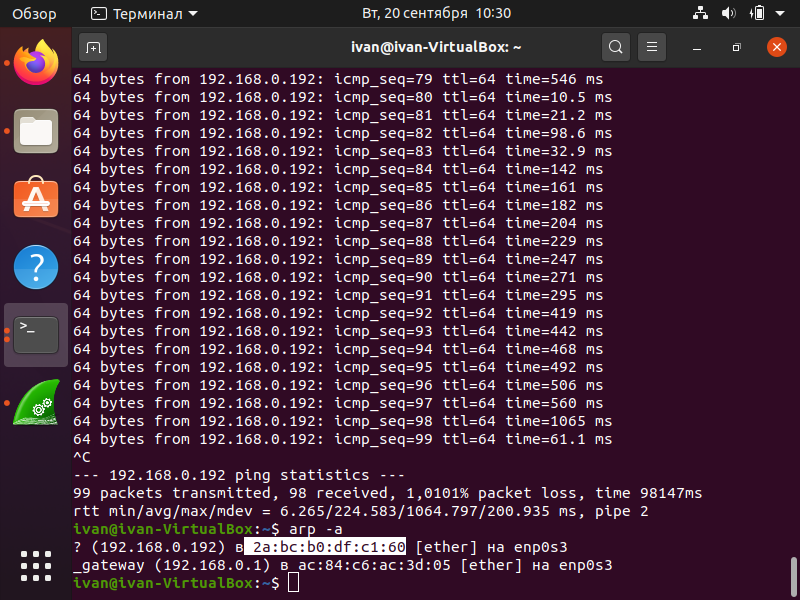 Обзор Терминал Вт, 20 сентября 10:30
ivan@ivan-VirtualBox: ~
64 bytes from 192.168.0.192: icmp_seq=79 ttl=64 time=546 ms
64 bytes from 192.168.0.192: icmp_seq=80 ttl=64 time=10.5 ms
64 bytes from 192.168.0.192: icmp_seq=81 ttl=64 time=21.2 ms
64 bytes from 192.168.0.192: icmp_seq=82 ttl=64 time=98.6 ms
64 bytes from 192.168.0.192: icmp_seq=83 ttl=64 time=32.9 ms
64 bytes from 192.168.0.192: icmp_seq=84 ttl=64 time=142 ms
64 bytes from 192.168.0.192: icmp_seq=85 ttl=64 time=161 ms
64 bytes from 192.168.0.192: icmp_seq=86 ttl=64 time=182 ms
64 bytes from 192.168.0.192: icmp_seq=87 ttl=64 time=204 ms
64 bytes from 192.168.0.192: icmp_seq=88 ttl=64 time=229 ms
64 bytes from 192.168.0.192: icmp_seq=89 ttl=64 time=247 ms
64 bytes from 192.168.0.192: icmp_seq=90 ttl=64 time=271 ms
64 bytes from 192.168.0.192: icmp_seq=91 ttl=64 time=295 ms
64 bytes from 192.168.0.192: icmp_seq=92 ttl=64 time=419 ms
64 bytes from 192.168.0.192: icmp_seq=93 ttl=64 time=442 ms
64 bytes from 192.168.0.192: icmp_seq=94 ttl=64 time=468 ms
64 bytes from 192.168.0.192: icmp_seq=95 ttl=64 time=492 ms
64 bytes from 192.168.0.192: icmp_seq=96 ttl=64 time=506 ms
64 bytes from 192.168.0.192: icmp_seq=97 ttl=64 time=560 ms
64 bytes from 192.168.0.192: icmp_seq=98 ttl=64 time=1065 ms
64 bytes from 192.168.0.192: icmp_seq=99 ttl=64 time=61.1 ms
^C
--- 192.168.0.192 ping statistics ---
99 packets transmitted, 98 received, 1,0101% packet loss, time 98147ms
rtt min/avg/max/mdev = 6.265/224.583/1064.797/200.935 ms, pipe 2
ivan@ivan-VirtualBox:~$ arp -a
? (192.168.0.192) в 2a:bc:b0:df:c1:60 [ether] на enp0s3
_gateway (192.168.0.1) в ac:84:c6:ac:3d:05 [ether] на enp0s3
ivan@ivan-VirtualBox:~$